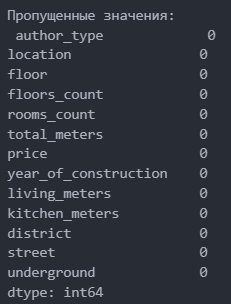 Пропущенные значения:
author_type 0
location 0
floor 0
floors_count 0
rooms_count 0
total_meters 0
price 0
year_of_construction 0
living_meters 0
kitchen_meters 0
district 0
street 0
underground 0
dtype: int64